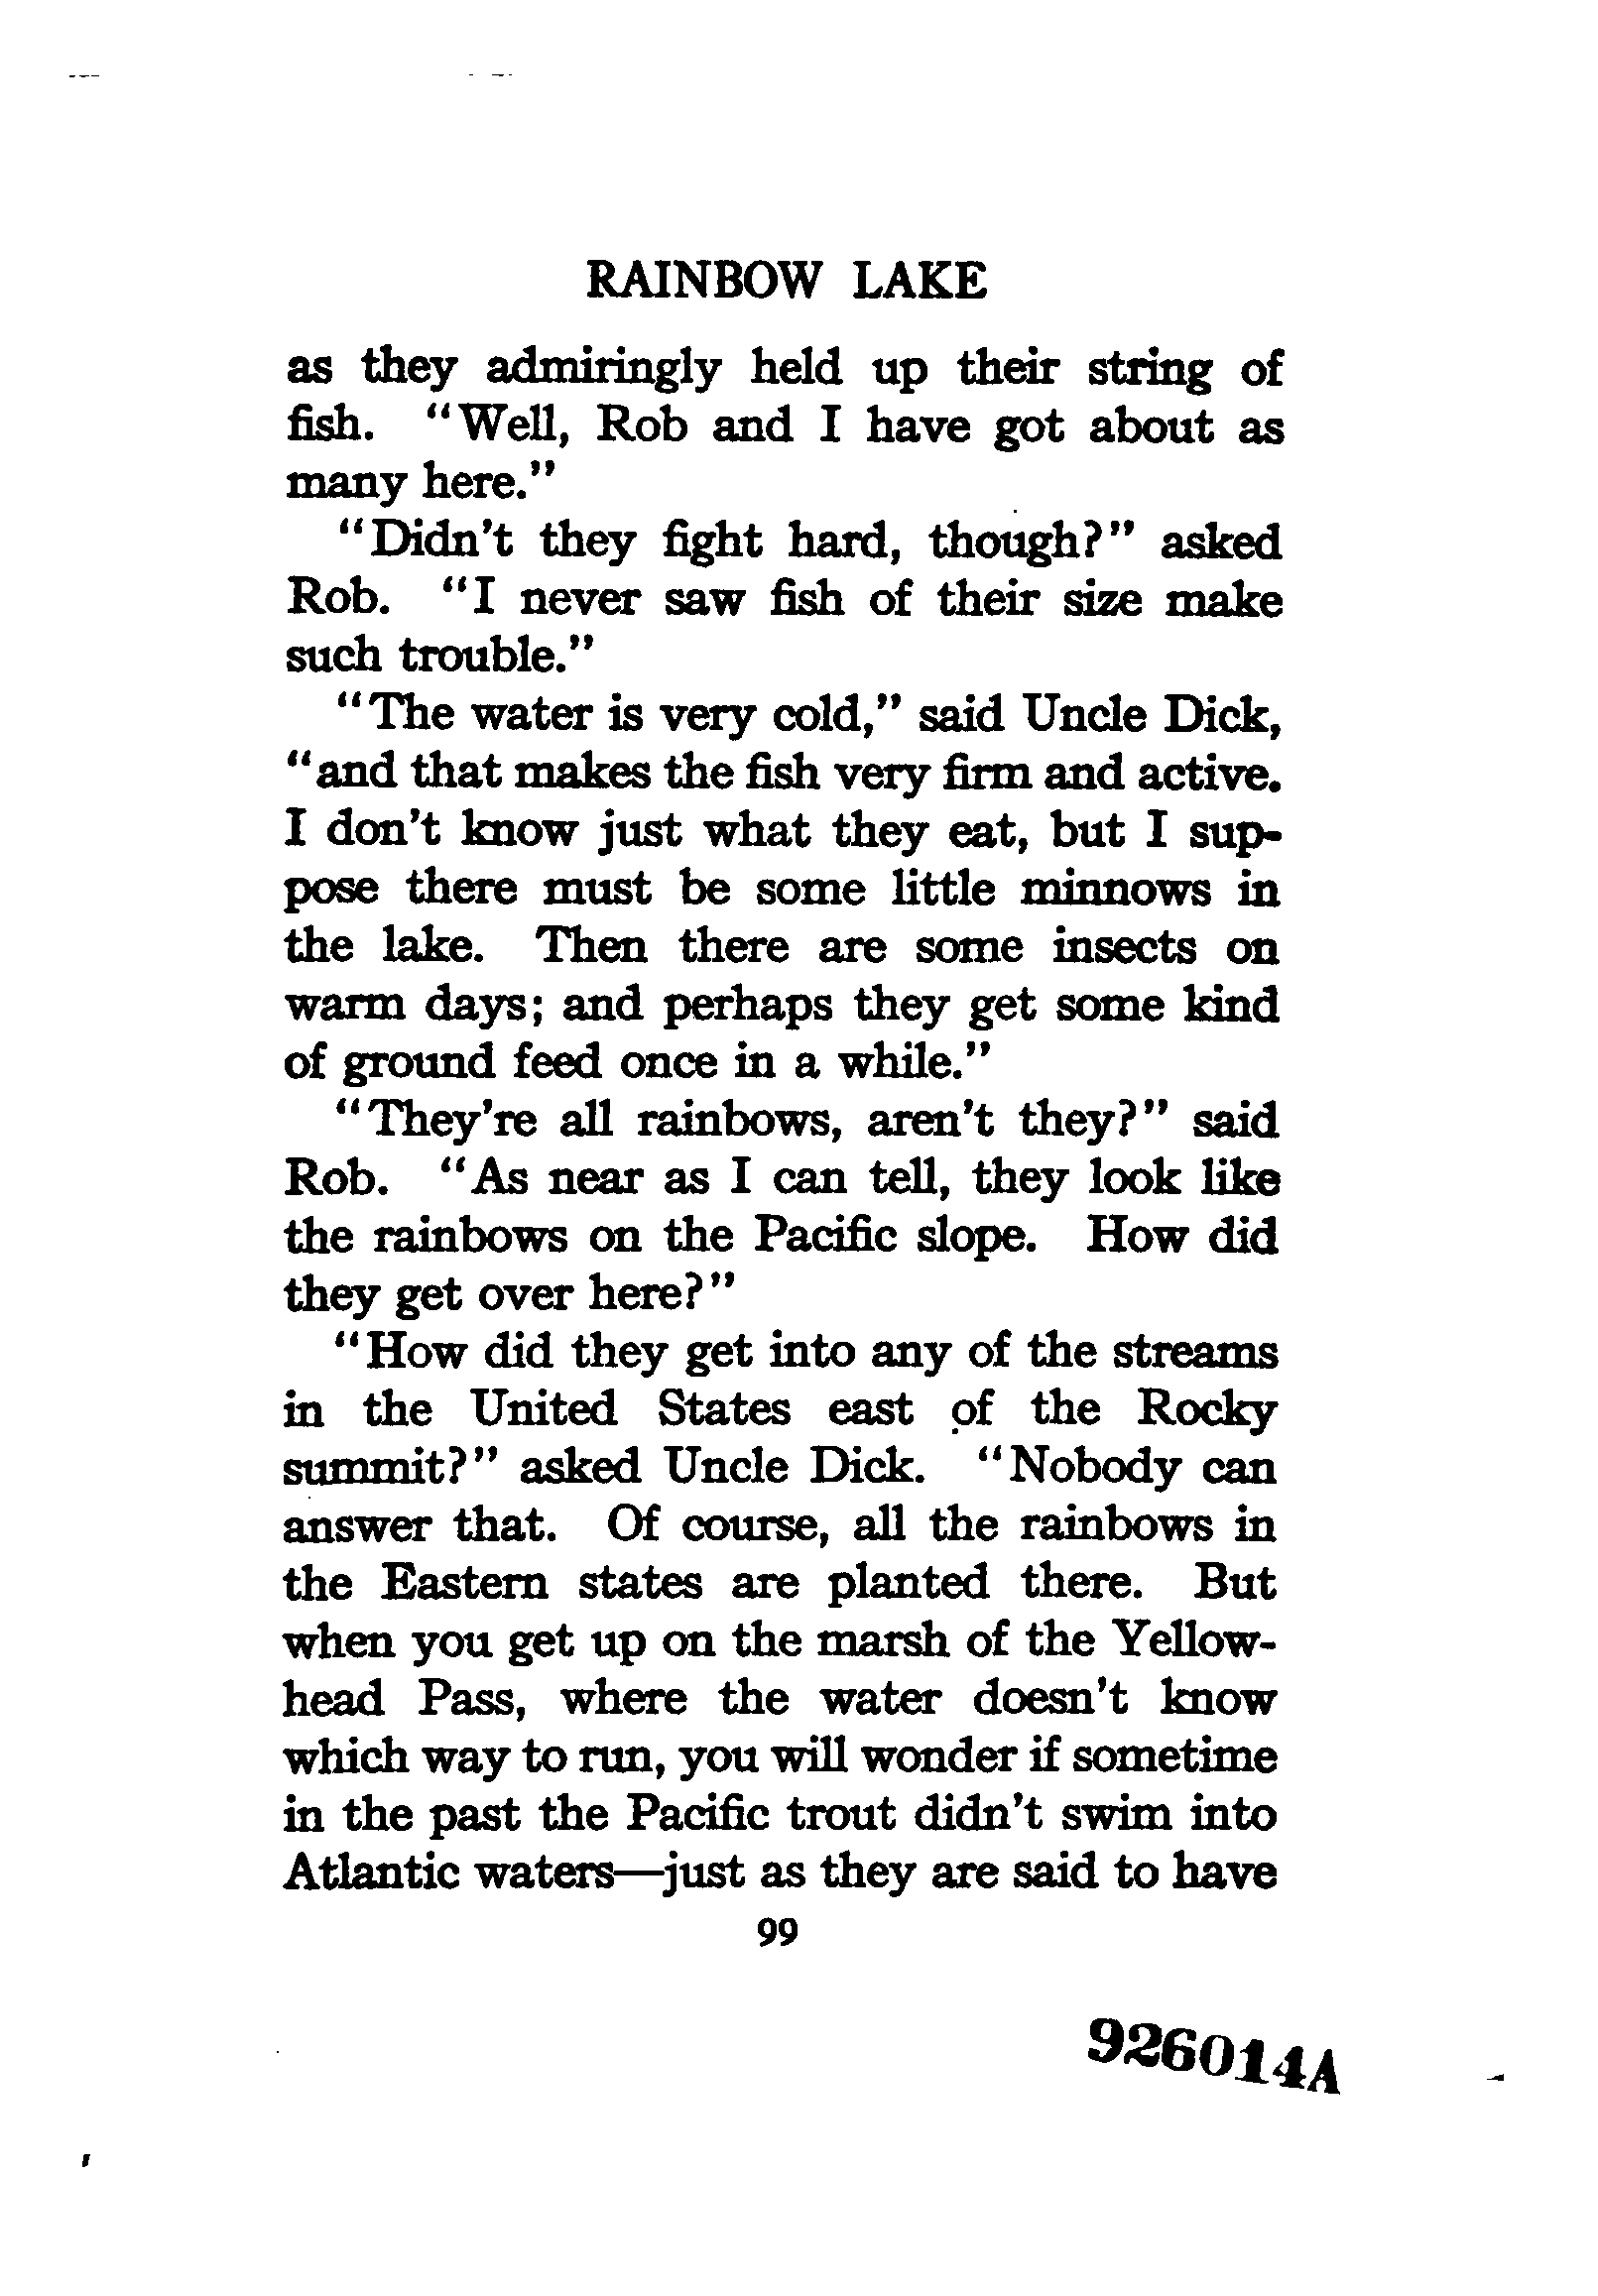 RAINBOW LAKE
as they admiringly held up their string of
fish. "Well, Rob and I have got about as
many here."
"Didn't they fight hard, though?" asked
Rob. "I never saw fish of their size make
such trouble."
"The water is very cold," said Uncle Dick,
"and that makes the fish very firm and active.
I don't know just what they eat, but I sup-
pose there must be some little minnows in
the lake. Then there are some insects on
warm days; and perhaps they get some kind
of ground feed once in a while."
"They're all rainbows, aren't they?" said
Rob. "As near as I can tell, they look like
the rainbows on the Pacific slope. How did
they get over here?"
"How did they get into any of the streams
in the United States east of the Rocky
summit?" asked Uncle Dick. "Nobody can
answer that. Of course, all the rainbows in
the Eastern states are planted there. But
when you get up on the marsh of the Yellow-
head Pass, where the water doesn't know
which way to run, you will wonder if sometime
in the past the Pacific trout didn't swim into
Atlantic waters—just as they are said to have
99
926014A